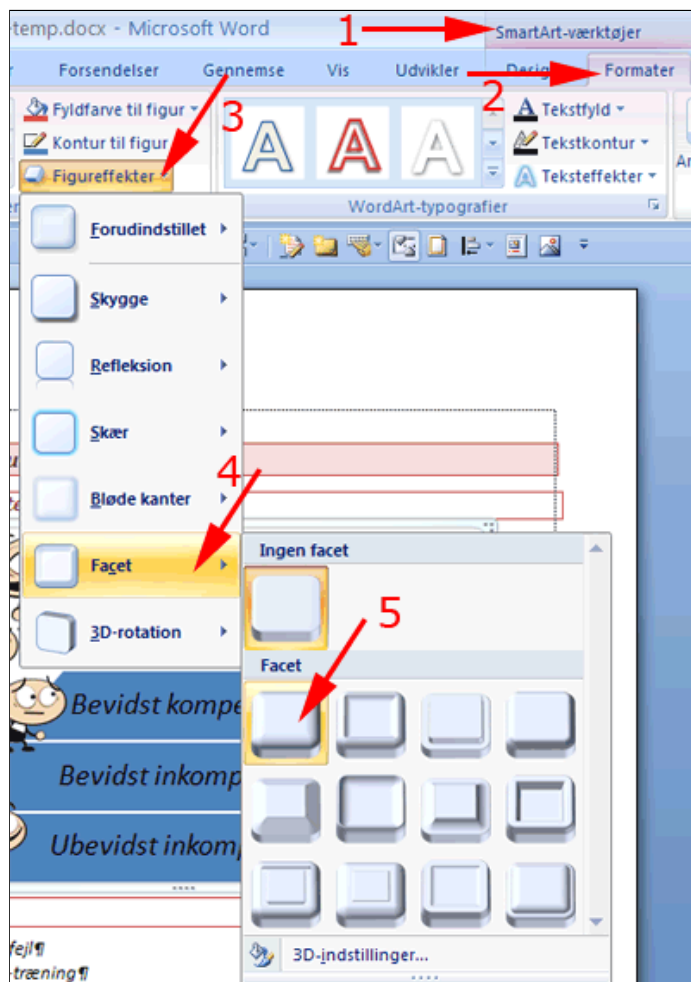 -temp.docx - Microsoft Word
1
SmartArt-værktøjer
Forsendelser Gennemse Vis Udvikler Design Formater
2
3
Fyldfarve til figur
Kontur til figur
Figureffekter
A A A
Tekstfyld
Tekstkontur
Teksteffekter
WordArt-typografier
Forudindstillet
Skygge
Refleksion
Skær
Bløde kanter
4
Facet
3D-rotation
Ingen facet
5
Facet
Bevidst kompe
Bevidst inkomp
Ubevidst inkomp
3D-indstillinger...
fejl¶
-træning¶